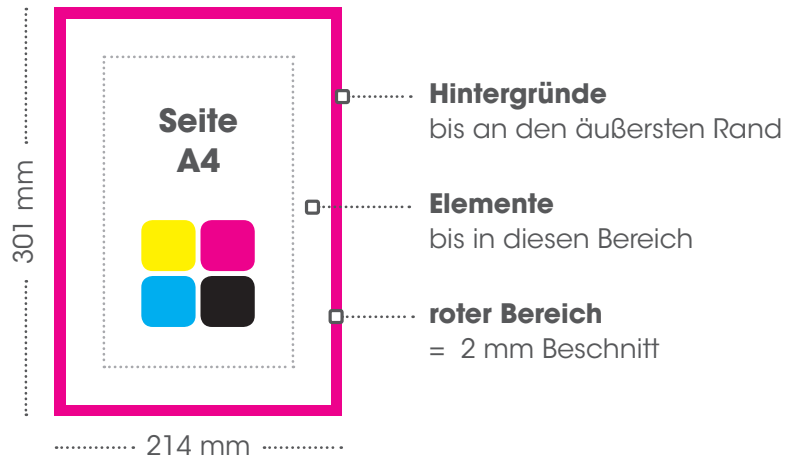 Seite
A4
301 mm
214 mm
Hintergründe
bis an den äußersten Rand
Elemente
bis in diesen Bereich
roter Bereich
= 2 mm Beschnitt